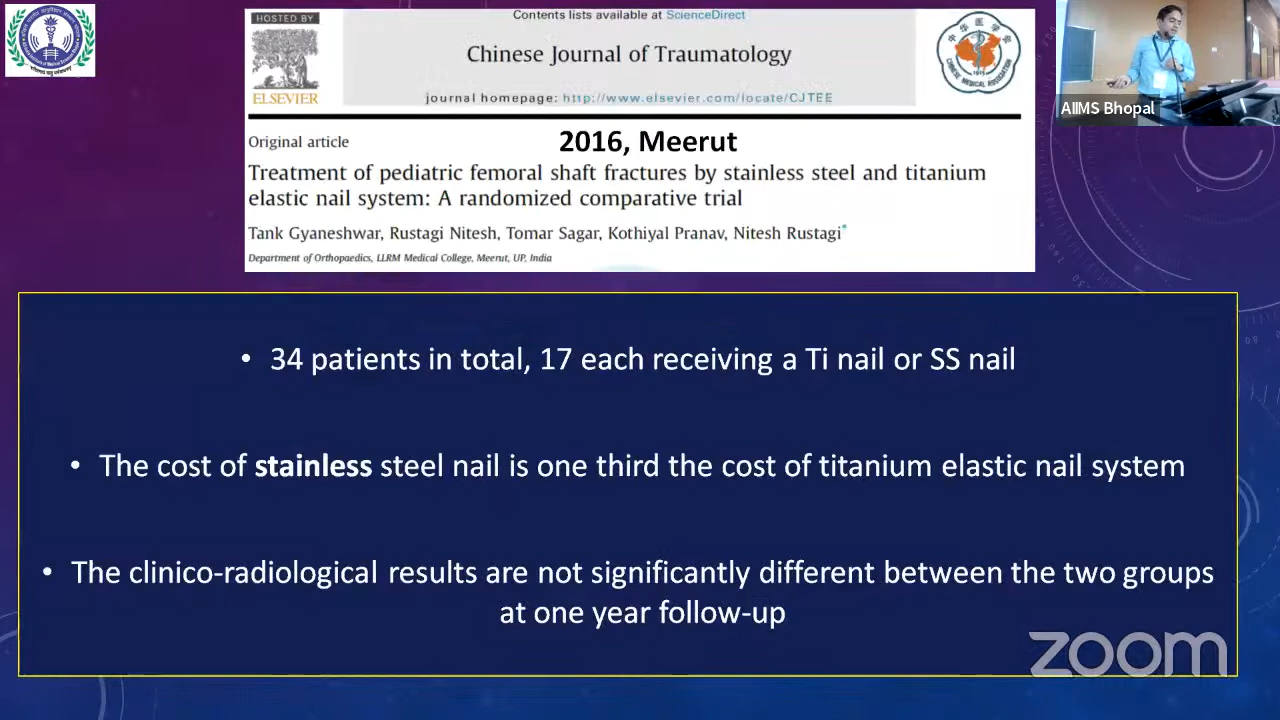 HOSTED BY
Contents lists available at ScienceDirect
Chinese Journal of Traumatology
ELSEVIER
journal homepage: http://www.elsevier.com/locate/CJTEE
1915
CHINESE MEDICAL ASSOCIATION
AIIMS Bhopal
Original article
2016, Meerut
Treatment of pediatric femoral shaft fractures by stainless steel and titanium
elastic nail system: A randomized comparative trial
Tank Gyaneshwar, Rustagi Nitesh, Tomar Sagar, Kothiyal Pranav, Nitesh Rustagi*
Department of Orthopaedics, LLRM Medical College, Meerut, UP, India
• 34 patients in total, 17 each receiving a Ti nail or SS nail
• The cost of stainless steel nail is one third the cost of titanium elastic nail system
• The clinico-radiological results are not significantly different between the two groups
at one year follow-up
zoom